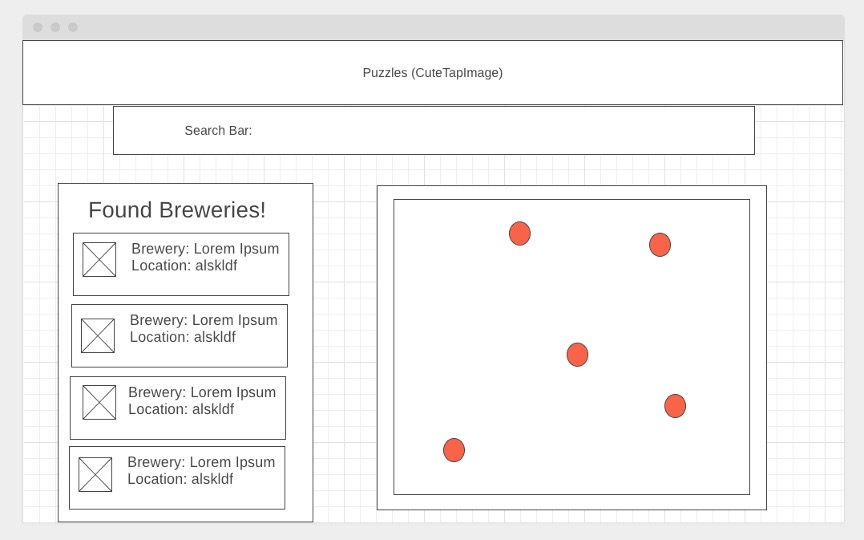 Puzzles (CuteTapImage)
Search Bar:
Found Breweries!
Brewery: Lorem Ipsum
Location: alskldf
Brewery: Lorem Ipsum
Location: alskldf
Brewery: Lorem Ipsum
Location: alskldf
Brewery: Lorem Ipsum
Location: alskldf